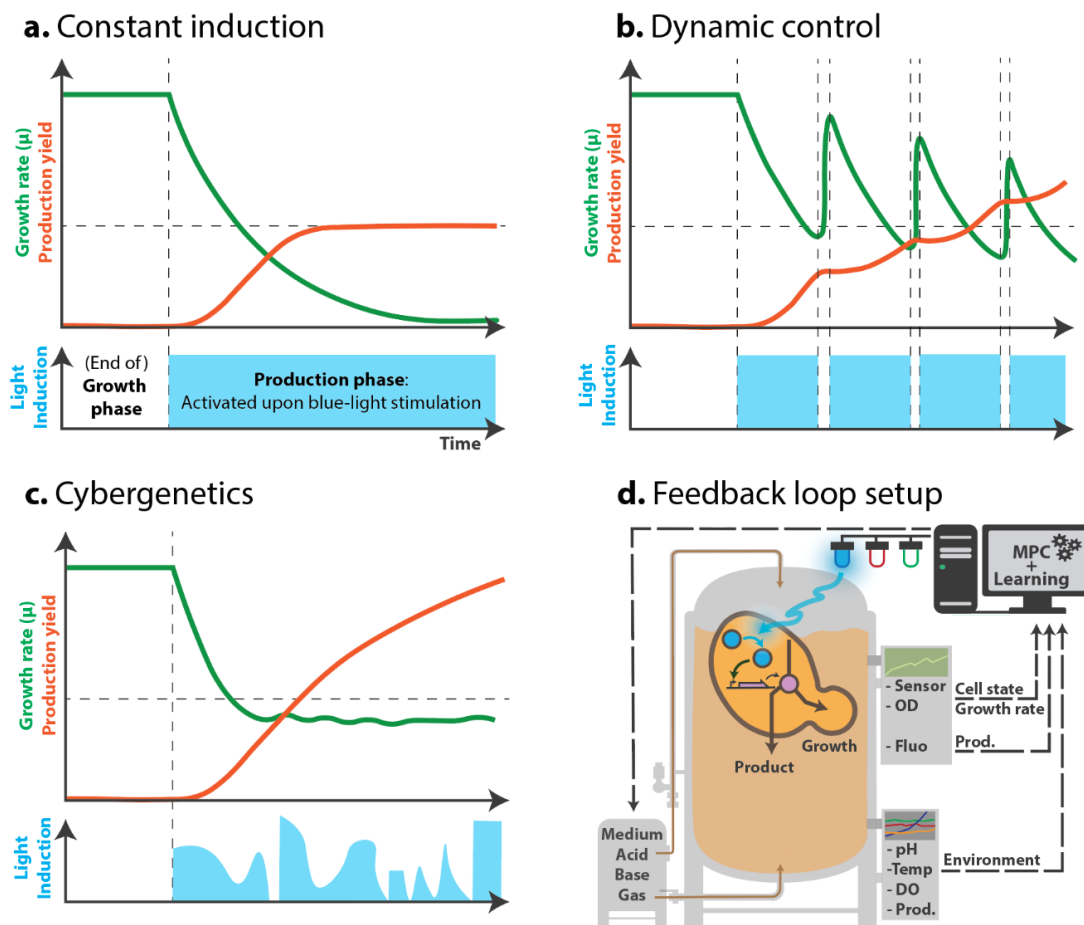 a. Constant induction
Growth rate (μ)
Production yield
Light
Induction
(End of)
Growth
phase
Production phase:
Activated upon blue-light stimulation
Time
b. Dynamic control
Growth rate (μ)
Production yield
Light
Induction
c. Cybergenetics
Growth rate (μ)
Production yield
Light
Induction
d. Feedback loop setup
MPC
+
Learning
Growth
Product
- Sensor
- OD
- Fluo
Cell state
Growth rate
Prod.
Medium
Acid
Base
Gas
- pH
-Temp
- DO
- Prod.
Environment